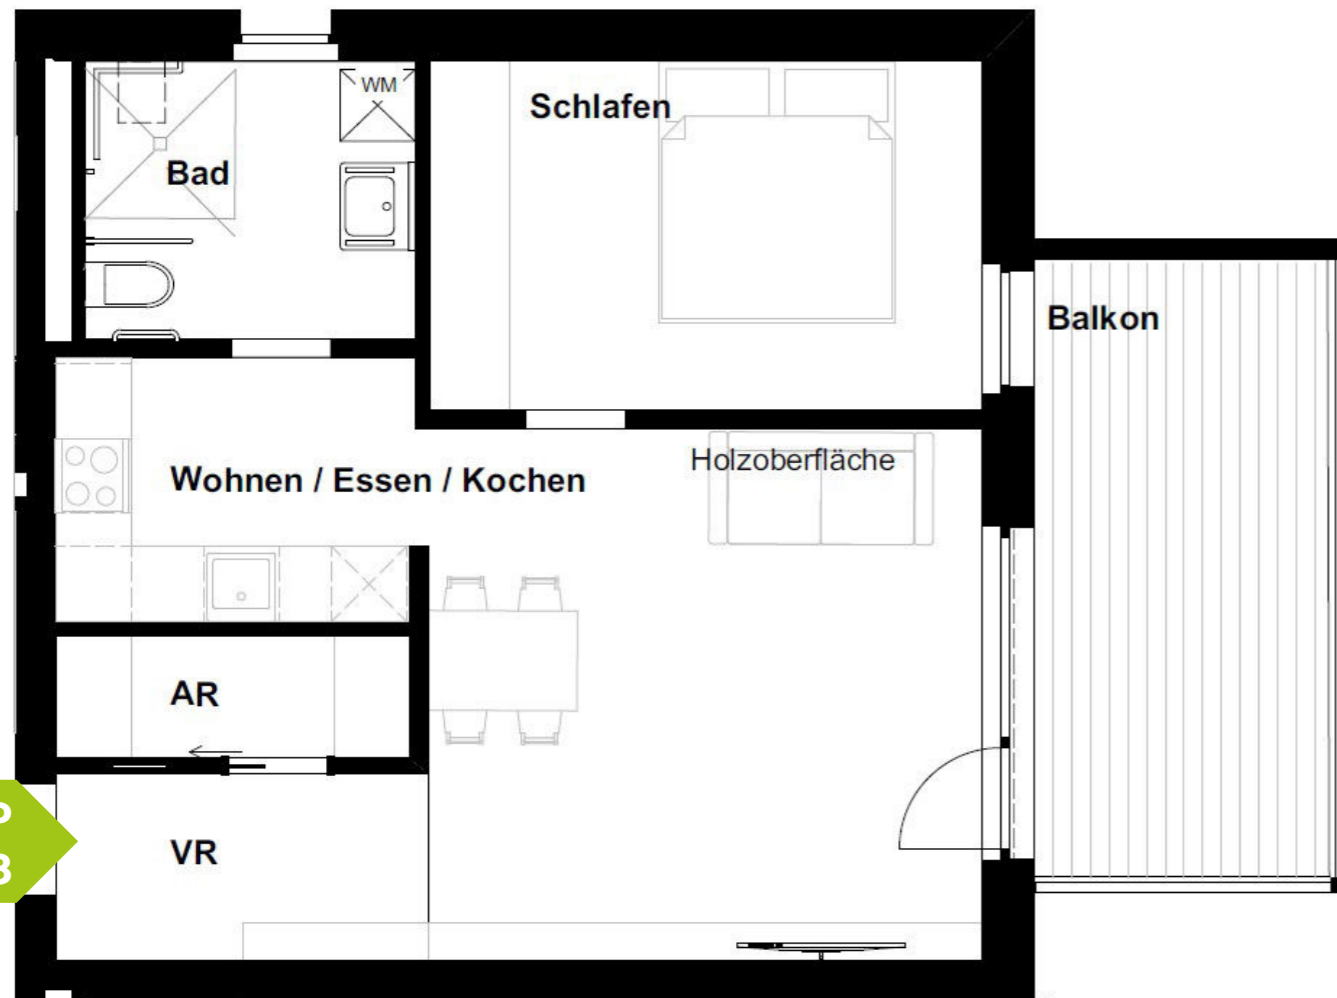 WM
Schlafen
Bad
Balkon
Wohnen / Essen / Kochen
Holzoberfläche
AR
VR